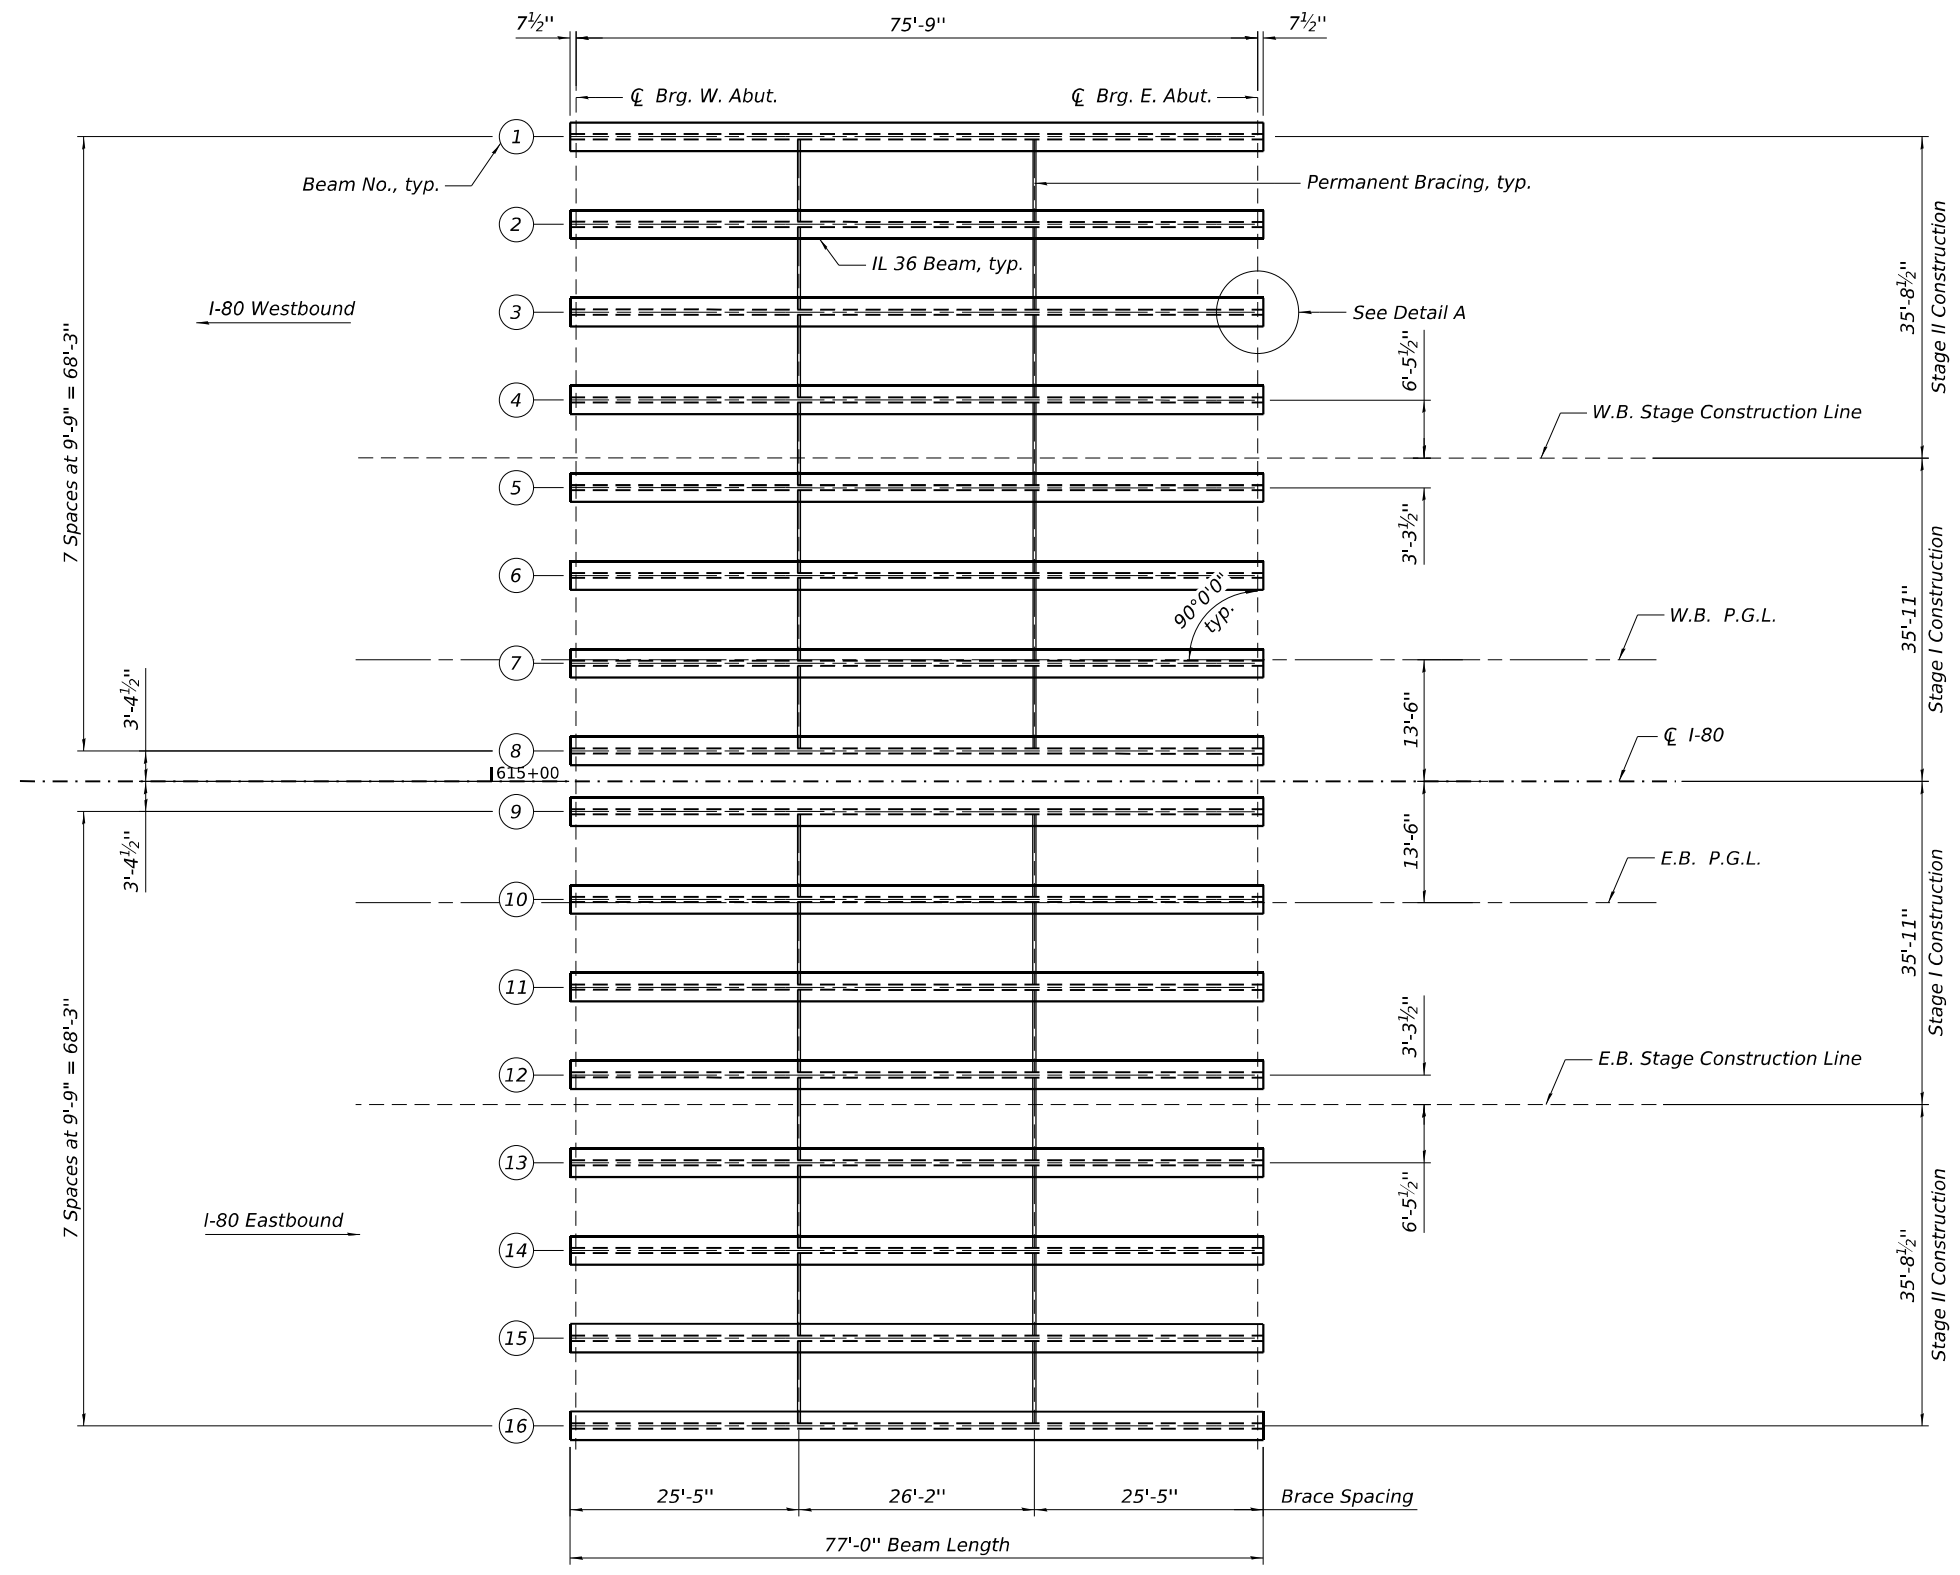 7½" 75'-9" 7½"
℄ Brg. W. Abut. ℄ Brg. E. Abut.
1
Beam No., typ.
Permanent Bracing, typ.
2
IL 36 Beam, typ.
I-80 Westbound
3
See Detail A
7 Spaces at 9'-9" = 68'-3"
6'-5½"
35'-8½"
Stage II Construction
4
W.B. Stage Construction Line
5
3'-3½"
6
90°0'0"
typ.
35'-11"
Stage I Construction
W.B. P.G.L.
7
3'-4½"
13'-6"
℄ I-80
8
615+00
9
3'-4½"
13'-6"
E.B. P.G.L.
10
35'-11"
Stage I Construction
11
3'-3½"
12
E.B. Stage Construction Line
7 Spaces at 9'-9" = 68'-3"
13
6'-5½"
I-80 Eastbound
14
35'-8½"
Stage II Construction
15
16
25'-5" 26'-2" 25'-5" Brace Spacing
77'-0" Beam Length